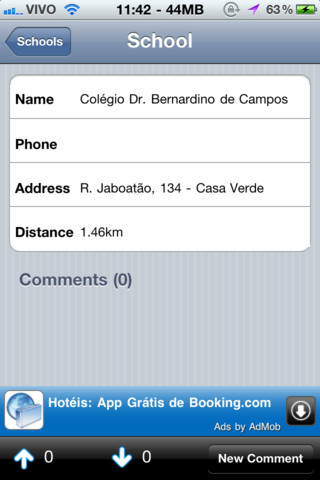 VIVO 11:42 - 44MB 63%
Schools School
Name Colégio Dr. Bernardino de Campos
Phone
Address R. Jaboatão, 134 - Casa Verde
Distance 1.46km
Comments (0)
Hotéis: App Grátis de Booking.com
Ads by AdMob
0 0 New Comment